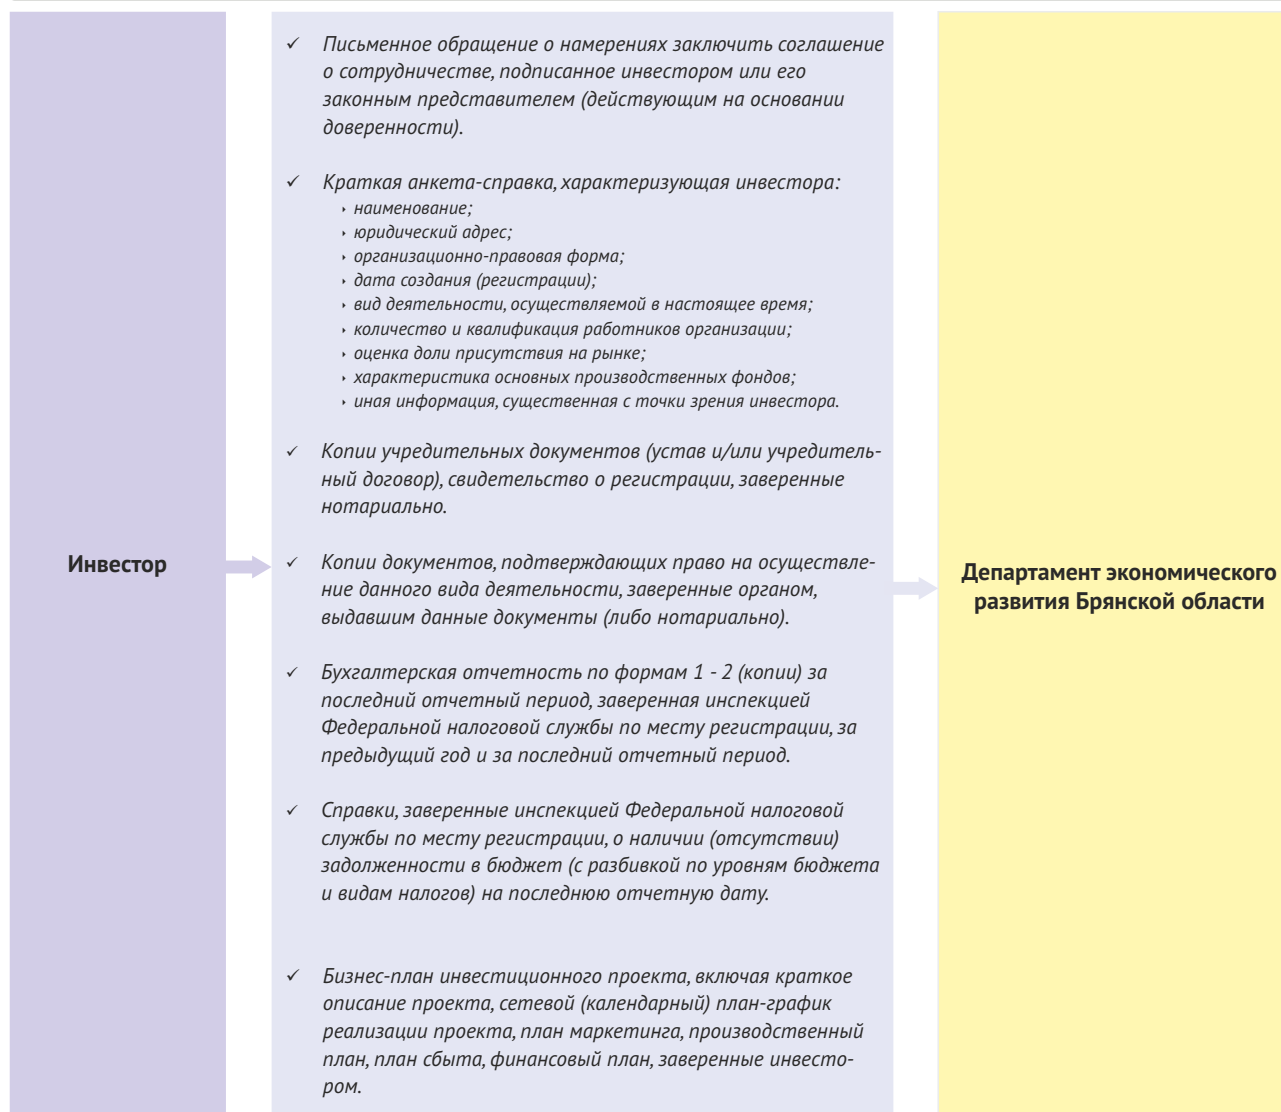 Инвестор
✓ Письменное обращение о намерениях заключить соглашение
о сотрудничестве, подписанное инвестором или его
законным представителем (действующим на основании
доверенности).
✓ Краткая анкета-справка, характеризующая инвестора:
‣ наименование;
‣ юридический адрес;
‣ организационно-правовая форма;
‣ дата создания (регистрации);
‣ вид деятельности, осуществляемой в настоящее время;
‣ количество и квалификация работников организации;
‣ оценка доли присутствия на рынке;
‣ характеристика основных производственных фондов;
‣ иная информация, существенная с точки зрения инвестора.
✓ Копии учредительных документов (устав и/или учредитель-
ный договор), свидетельство о регистрации, заверенные
нотариально.
✓ Копии документов, подтверждающих право на осуществле-
ние данного вида деятельности, заверенные органом,
выдавшим данные документы (либо нотариально).
✓ Бухгалтерская отчетность по формам 1 - 2 (копии) за
последний отчетный период, заверенная инспекцией
Федеральной налоговой службы по месту регистрации, за
предыдущий год и за последний отчетный период.
✓ Справки, заверенные инспекцией Федеральной налоговой
службы по месту регистрации, о наличии (отсутствии)
задолженности в бюджет (с разбивкой по уровням бюджета
и видам налогов) на последнюю отчетную дату.
✓ Бизнес-план инвестиционного проекта, включая краткое
описание проекта, сетевой (календарный) план-график
реализации проекта, план маркетинга, производственный
план, план сбыта, финансовый план, заверенные инвесто-
ром.
Департамент экономического
развития Брянской области